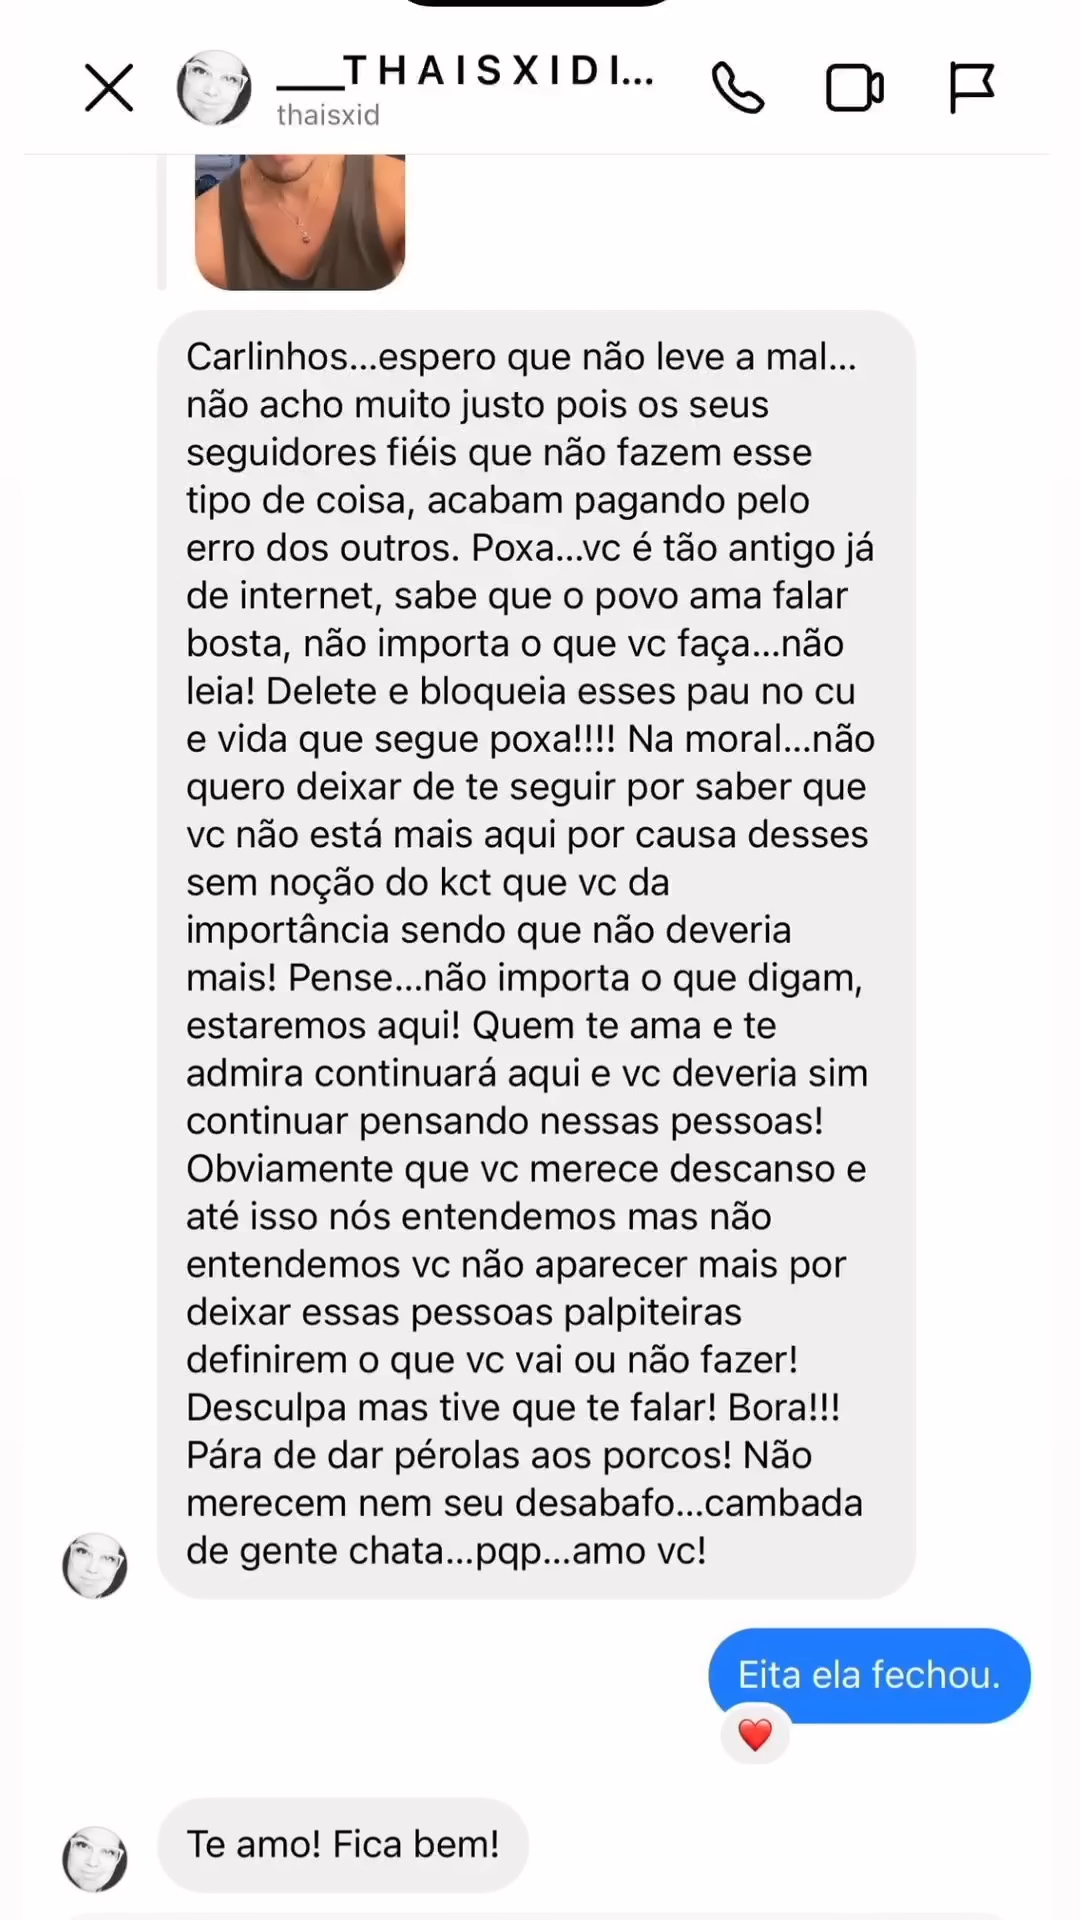 ___T H A I S X I D I...
thaisxid
Carlinhos...espero que não leve a mal...
não acho muito justo pois os seus
seguidores fiéis que não fazem esse
tipo de coisa, acabam pagando pelo
erro dos outros. Poxa...vc é tão antigo já
de internet, sabe que o povo ama falar
bosta, não importa o que vc faça...não
leia! Delete e bloqueia esses pau no cu
e vida que segue poxa!!!! Na moral...não
quero deixar de te seguir por saber que
vc não está mais aqui por causa desses
sem noção do kct que vc da
importância sendo que não deveria
mais! Pense...não importa o que digam,
estaremos aqui! Quem te ama e te
admira continuará aqui e vc deveria sim
continuar pensando nessas pessoas!
Obviamente que vc merece descanso e
até isso nós entendemos mas não
entendemos vc não aparecer mais por
deixar essas pessoas palpiteiras
definirem o que vc vai ou não fazer!
Desculpa mas tive que te falar! Bora!!!
Pára de dar pérolas aos porcos! Não
merecem nem seu desabafo...cambada
de gente chata...pqp...amo vc!
Eita ela fechou.
Te amo! Fica bem!